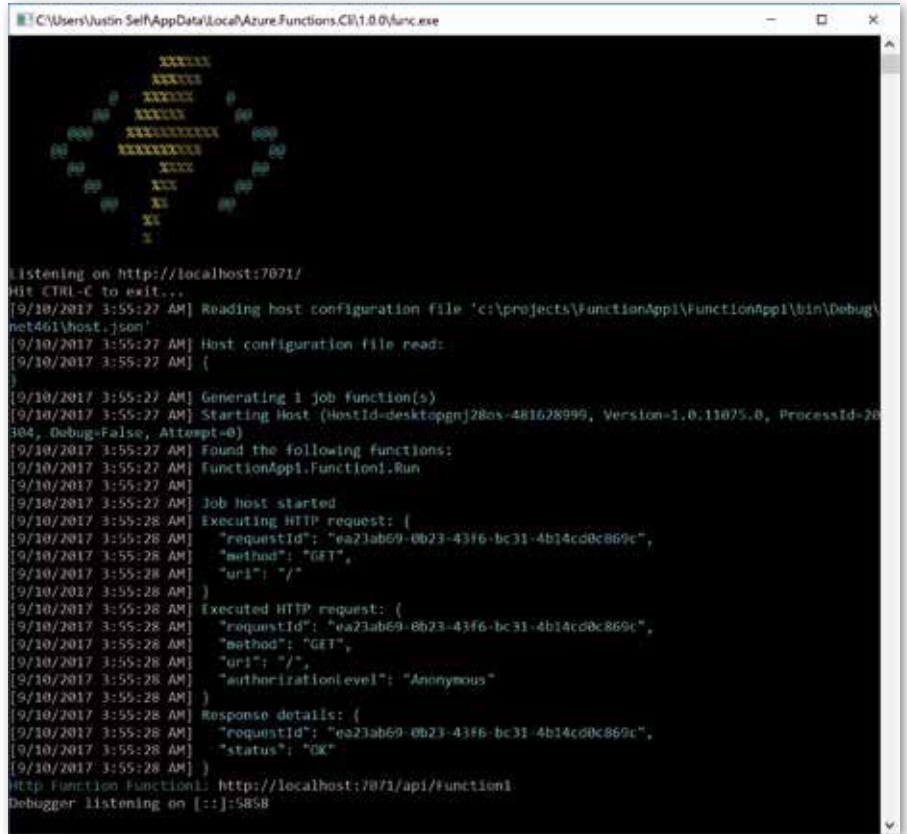 C:\Users\Justin Self\AppData\Local\Azure.Functions.Cli\1.0.0\func.exe
%%%%%%
%%%%%%
@ %%%%%% @
@@ %%%%%% @@
@@@ %%%%%%%%%%% @@@
@@ %%%%%%%%%% @@
@@ %%%% @@
@@ %%% @@
@@ %% @@
%%
%
Listening on http://localhost:7071/
Hit CTRL-C to exit...
[9/10/2017 3:55:27 AM] Reading host configuration file 'c:\projects\FunctionApp1\FunctionApp1\bin\Debug\
net461\host.json'
[9/10/2017 3:55:27 AM] Host configuration file read:
[9/10/2017 3:55:27 AM] {
}
[9/10/2017 3:55:27 AM] Generating 1 job function(s)
[9/10/2017 3:55:27 AM] Starting Host (HostId=desktopgnj28os-481628999, Version=1.0.11075.0, ProcessId=20
304, Debug=False, Attempt=0)
[9/10/2017 3:55:27 AM] Found the following functions:
[9/10/2017 3:55:27 AM] FunctionApp1.Function1.Run
[9/10/2017 3:55:27 AM]
[9/10/2017 3:55:27 AM] Job host started
[9/10/2017 3:55:28 AM] Executing HTTP request: {
[9/10/2017 3:55:28 AM] "requestId": "ea23ab69-0b23-43f6-bc31-4b14cd0c869c",
[9/10/2017 3:55:28 AM] "method": "GET",
[9/10/2017 3:55:28 AM] "uri": "/"
[9/10/2017 3:55:28 AM] }
[9/10/2017 3:55:28 AM] Executed HTTP request: {
[9/10/2017 3:55:28 AM] "requestId": "ea23ab69-0b23-43f6-bc31-4b14cd0c869c",
[9/10/2017 3:55:28 AM] "method": "GET",
[9/10/2017 3:55:28 AM] "uri": "/",
[9/10/2017 3:55:28 AM] "authorizationLevel": "Anonymous"
[9/10/2017 3:55:28 AM] }
[9/10/2017 3:55:28 AM] Response details: {
[9/10/2017 3:55:28 AM] "requestId": "ea23ab69-0b23-43f6-bc31-4b14cd0c869c",
[9/10/2017 3:55:28 AM] "status": "OK"
[9/10/2017 3:55:28 AM] }
Http Function Function1: http://localhost:7071/api/Function1
Debugger listening on [::]:5858